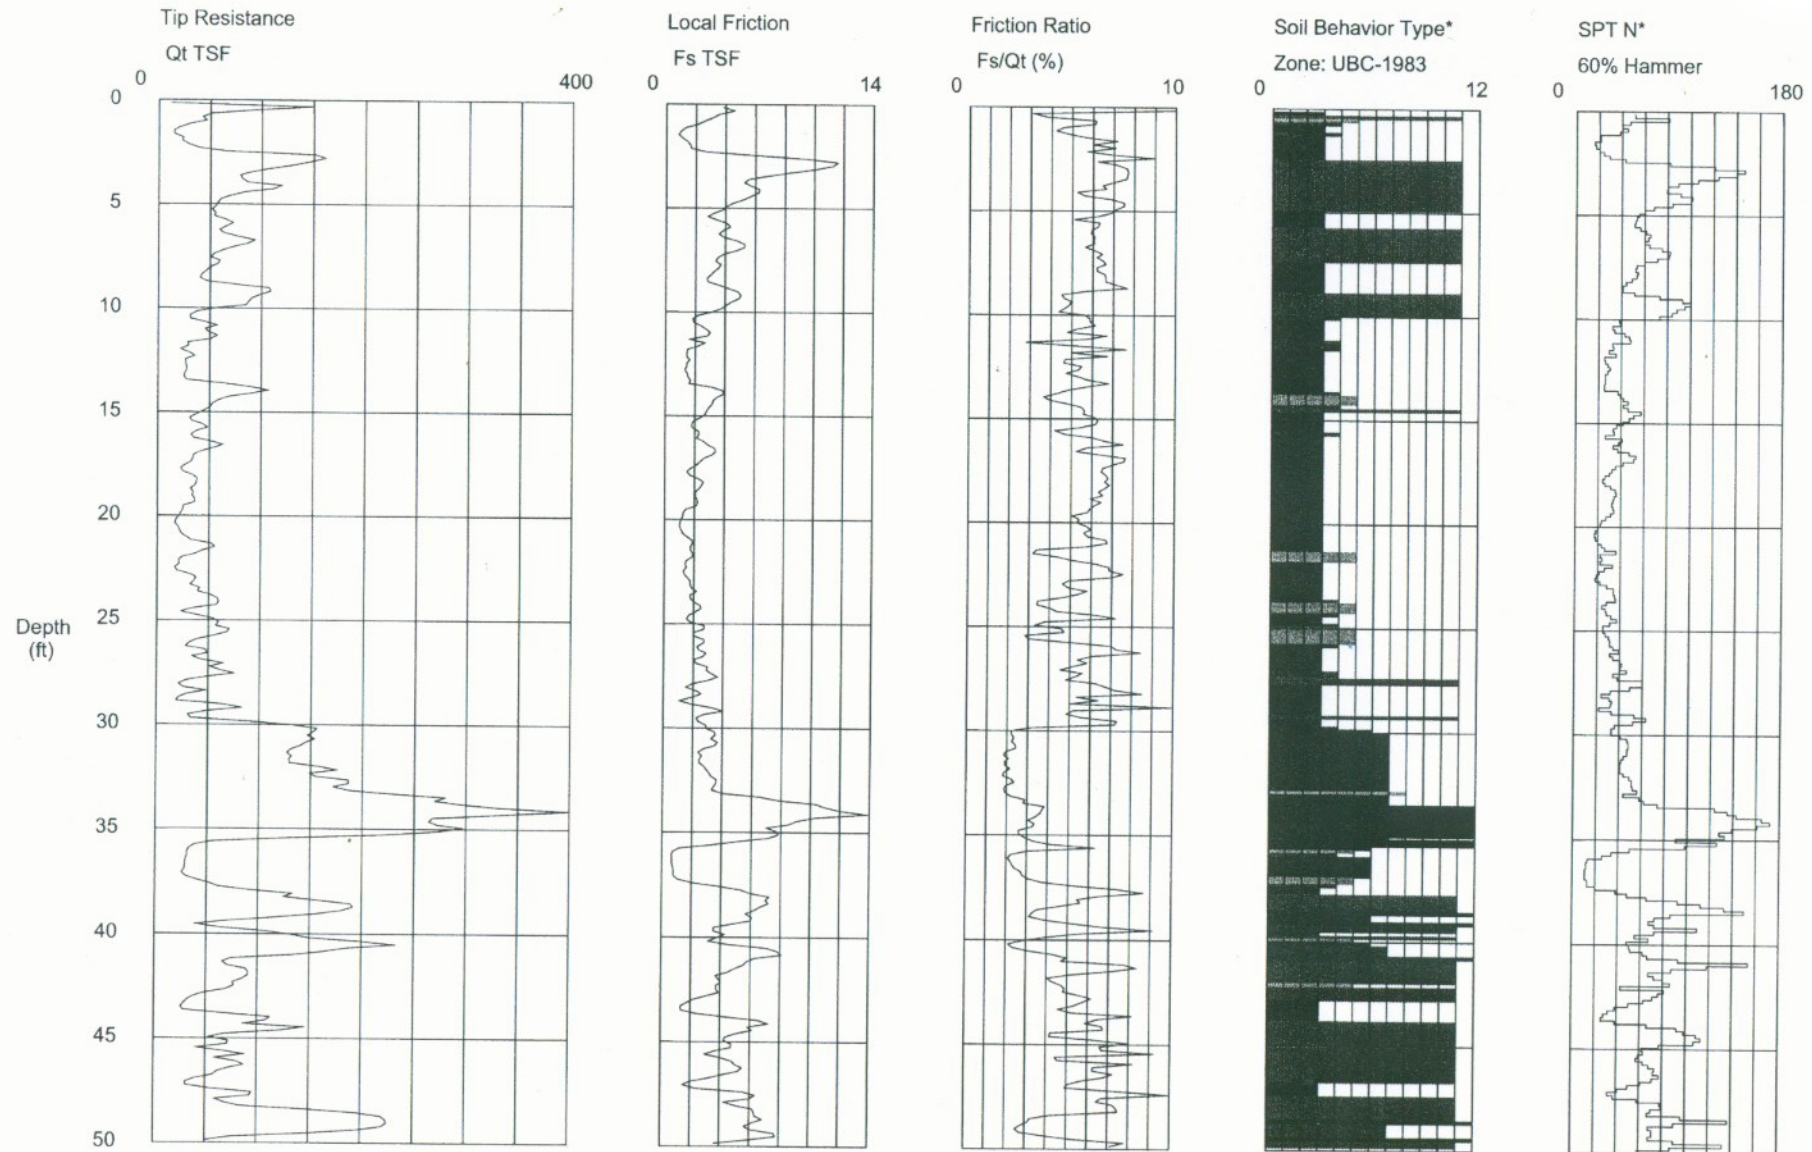 Tip Resistance
Qt TSF
0 400
Local Friction
Fs TSF
0 14
Friction Ratio
Fs/Qt (%)
0 10
Soil Behavior Type*
Zone: UBC-1983
0 12
SPT N*
60% Hammer
0 180
0
5
10
15
20
25
Depth
(ft)
30
35
40
45
50